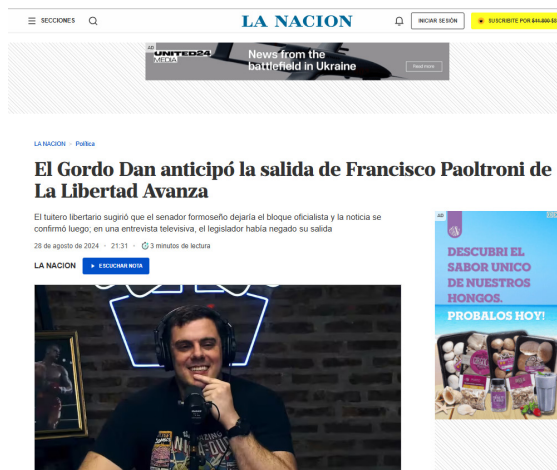 SECCIONES
LA NACION
INICIAR SESIÓN
SUSCRIBITE POR
AD
UNITED24
MEDIA
News from the
battlefield in Ukraine
Read more
LA NACION Política
El Gordo Dan anticipó la salida de Francisco Paoltroni de
La Libertad Avanza
El tuitero libertario sugirió que el senador formoseño dejaría el bloque oficialista y la noticia se
confirmó luego; en una entrevista televisiva, el legislador había negado su salida
28 de agosto de 2024 · 21:31 · 3 minutos de lectura
LA NACION
ESCUCHAR NOTA
AD
DESCUBRI EL
SABOR UNICO
DE NUESTROS
HONGOS.
PROBALOS HOY!